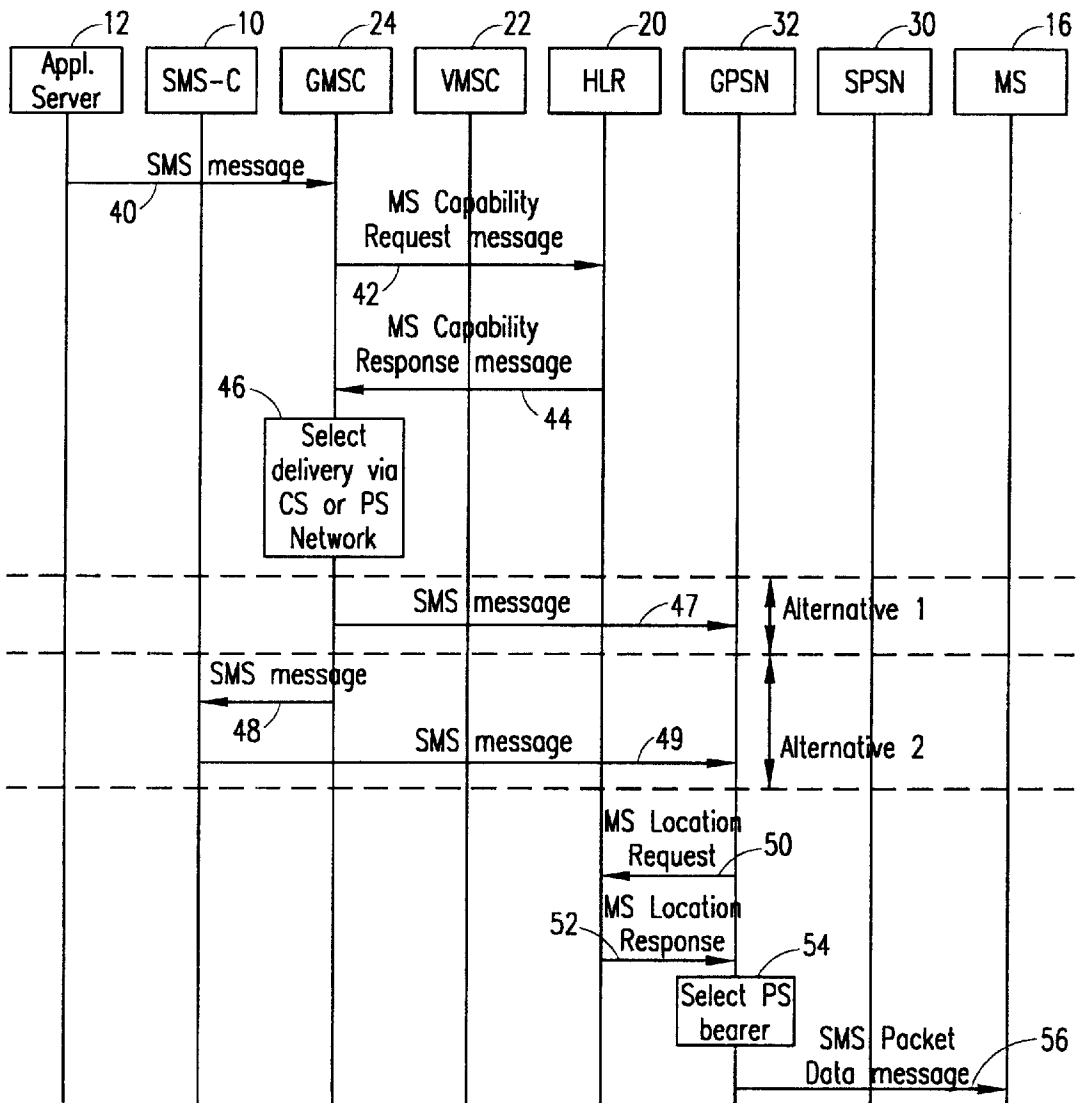 12 10 24 22 20 32 30 16
Appl. Server SMS-C GMSC VMSC HLR GPSN SPSN MS
SMS message
40
MS Capability
Request message
42
MS Capability
Response message
44
46
Select
delivery via
CS or PS
Network
SMS message
47
Alternative 1
SMS message
48
SMS message
49
Alternative 2
MS Location
Request
50
MS Location
Response
52
54
Select PS
bearer
SMS Packet
Data message
56